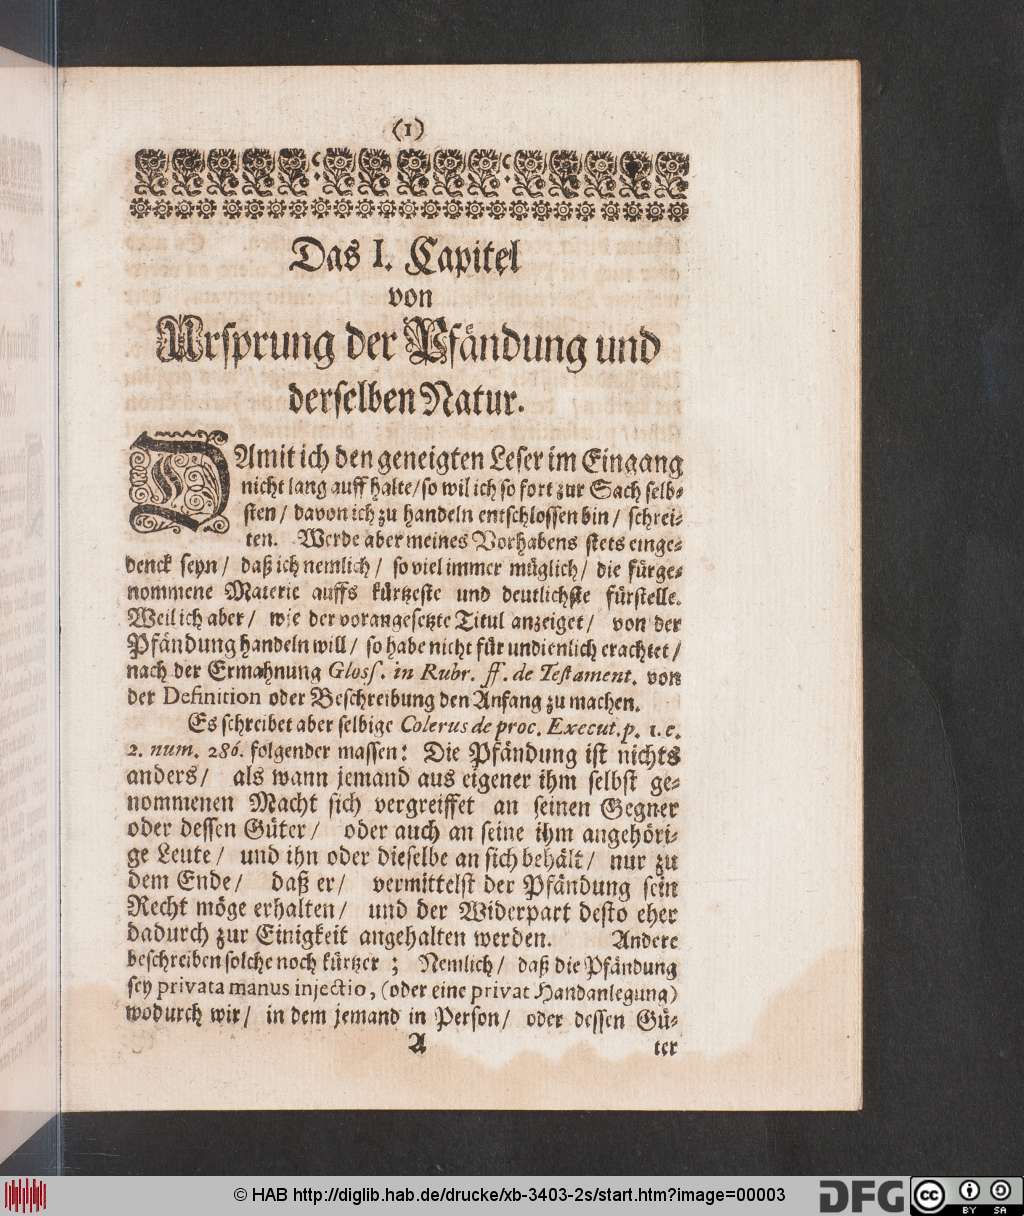 (1)
Das I. Capitel
von
Ursprung der Pfändung und
derselben Natur.
DAmit ich den geneigten Leser im Eingang
nicht lang auffhalte/ so wil ich so fort zur Sach selb-
sten/ davon ich zu handeln entschlossen bin/ schrei-
ten. Werde aber meines Vorhabens stets einge-
denck seyn/ daß ich nemlich/ so viel immer müglich/ die fürge-
nommene Materie auffs kürtzeste und deutlichste fürstelle.
Weil ich aber/ wie der vorangesetzte Titul anzeiget/ von der
Pfändung handeln will/ so habe nicht für undienlich erachtet/
nach der Ermahnung Gloss. in Rubr. ff. de Testament. von
der Definition oder Beschreibung den Anfang zu machen.
Es schreibet aber selbige Colerus de proc. Execut. p. 1. c.
2. num. 286. folgender massen: Die Pfändung ist nichts
anders/ als wann jemand aus eigener ihm selbst ge-
nommenen Macht sich vergreiffet an seinen Gegner
oder dessen Güter/ oder auch an seine ihm angehöri-
ge Leute/ und ihn oder dieselbe an sich behält/ nur zu
dem Ende/ daß er/ vermittelst der Pfändung sein
Recht möge erhalten/ und der Widerpart desto eher
dadurch zur Einigkeit angehalten werden. Andere
beschreiben solche noch kürtzer; Nemlich/ daß die Pfändung
sey privata manus injectio, (oder eine privat Handanlegung)
wodurch wir/ in dem jemand in Person/ oder dessen Gü-
A ter
© HAB http://diglib.hab.de/drucke/xb-3403-2s/start.htm?image=00003
DFG cc BY SA